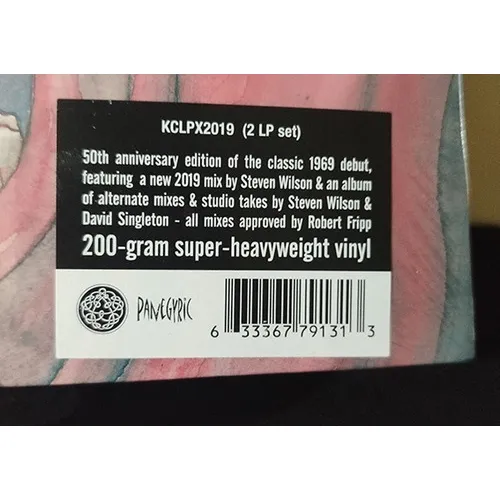 KCLPX2019 (2 LP set)
50th anniversary edition of the classic 1969 debut,
featuring a new 2019 mix by Steven Wilson & an album
of alternate mixes & studio takes by Steven Wilson &
David Singleton - all mixes approved by Robert Fripp
200-gram super-heavyweight vinyl
PANEGYRIC
6 33367 79131 3